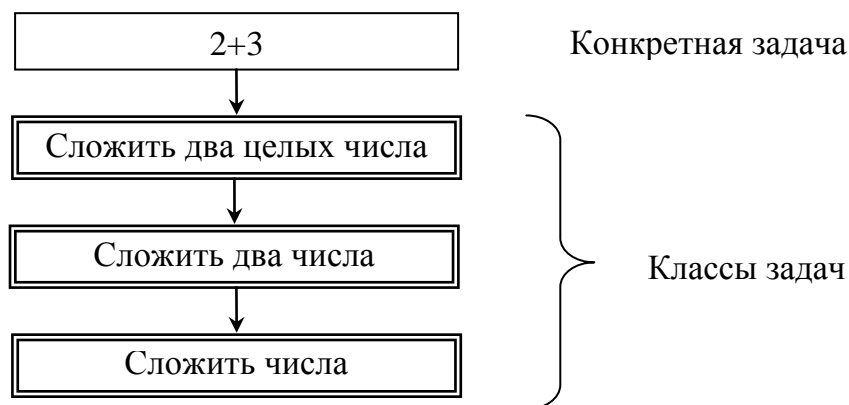 2+3
Конкретная задача
Сложить два целых числа
Сложить два числа
Классы задач
Сложить числа